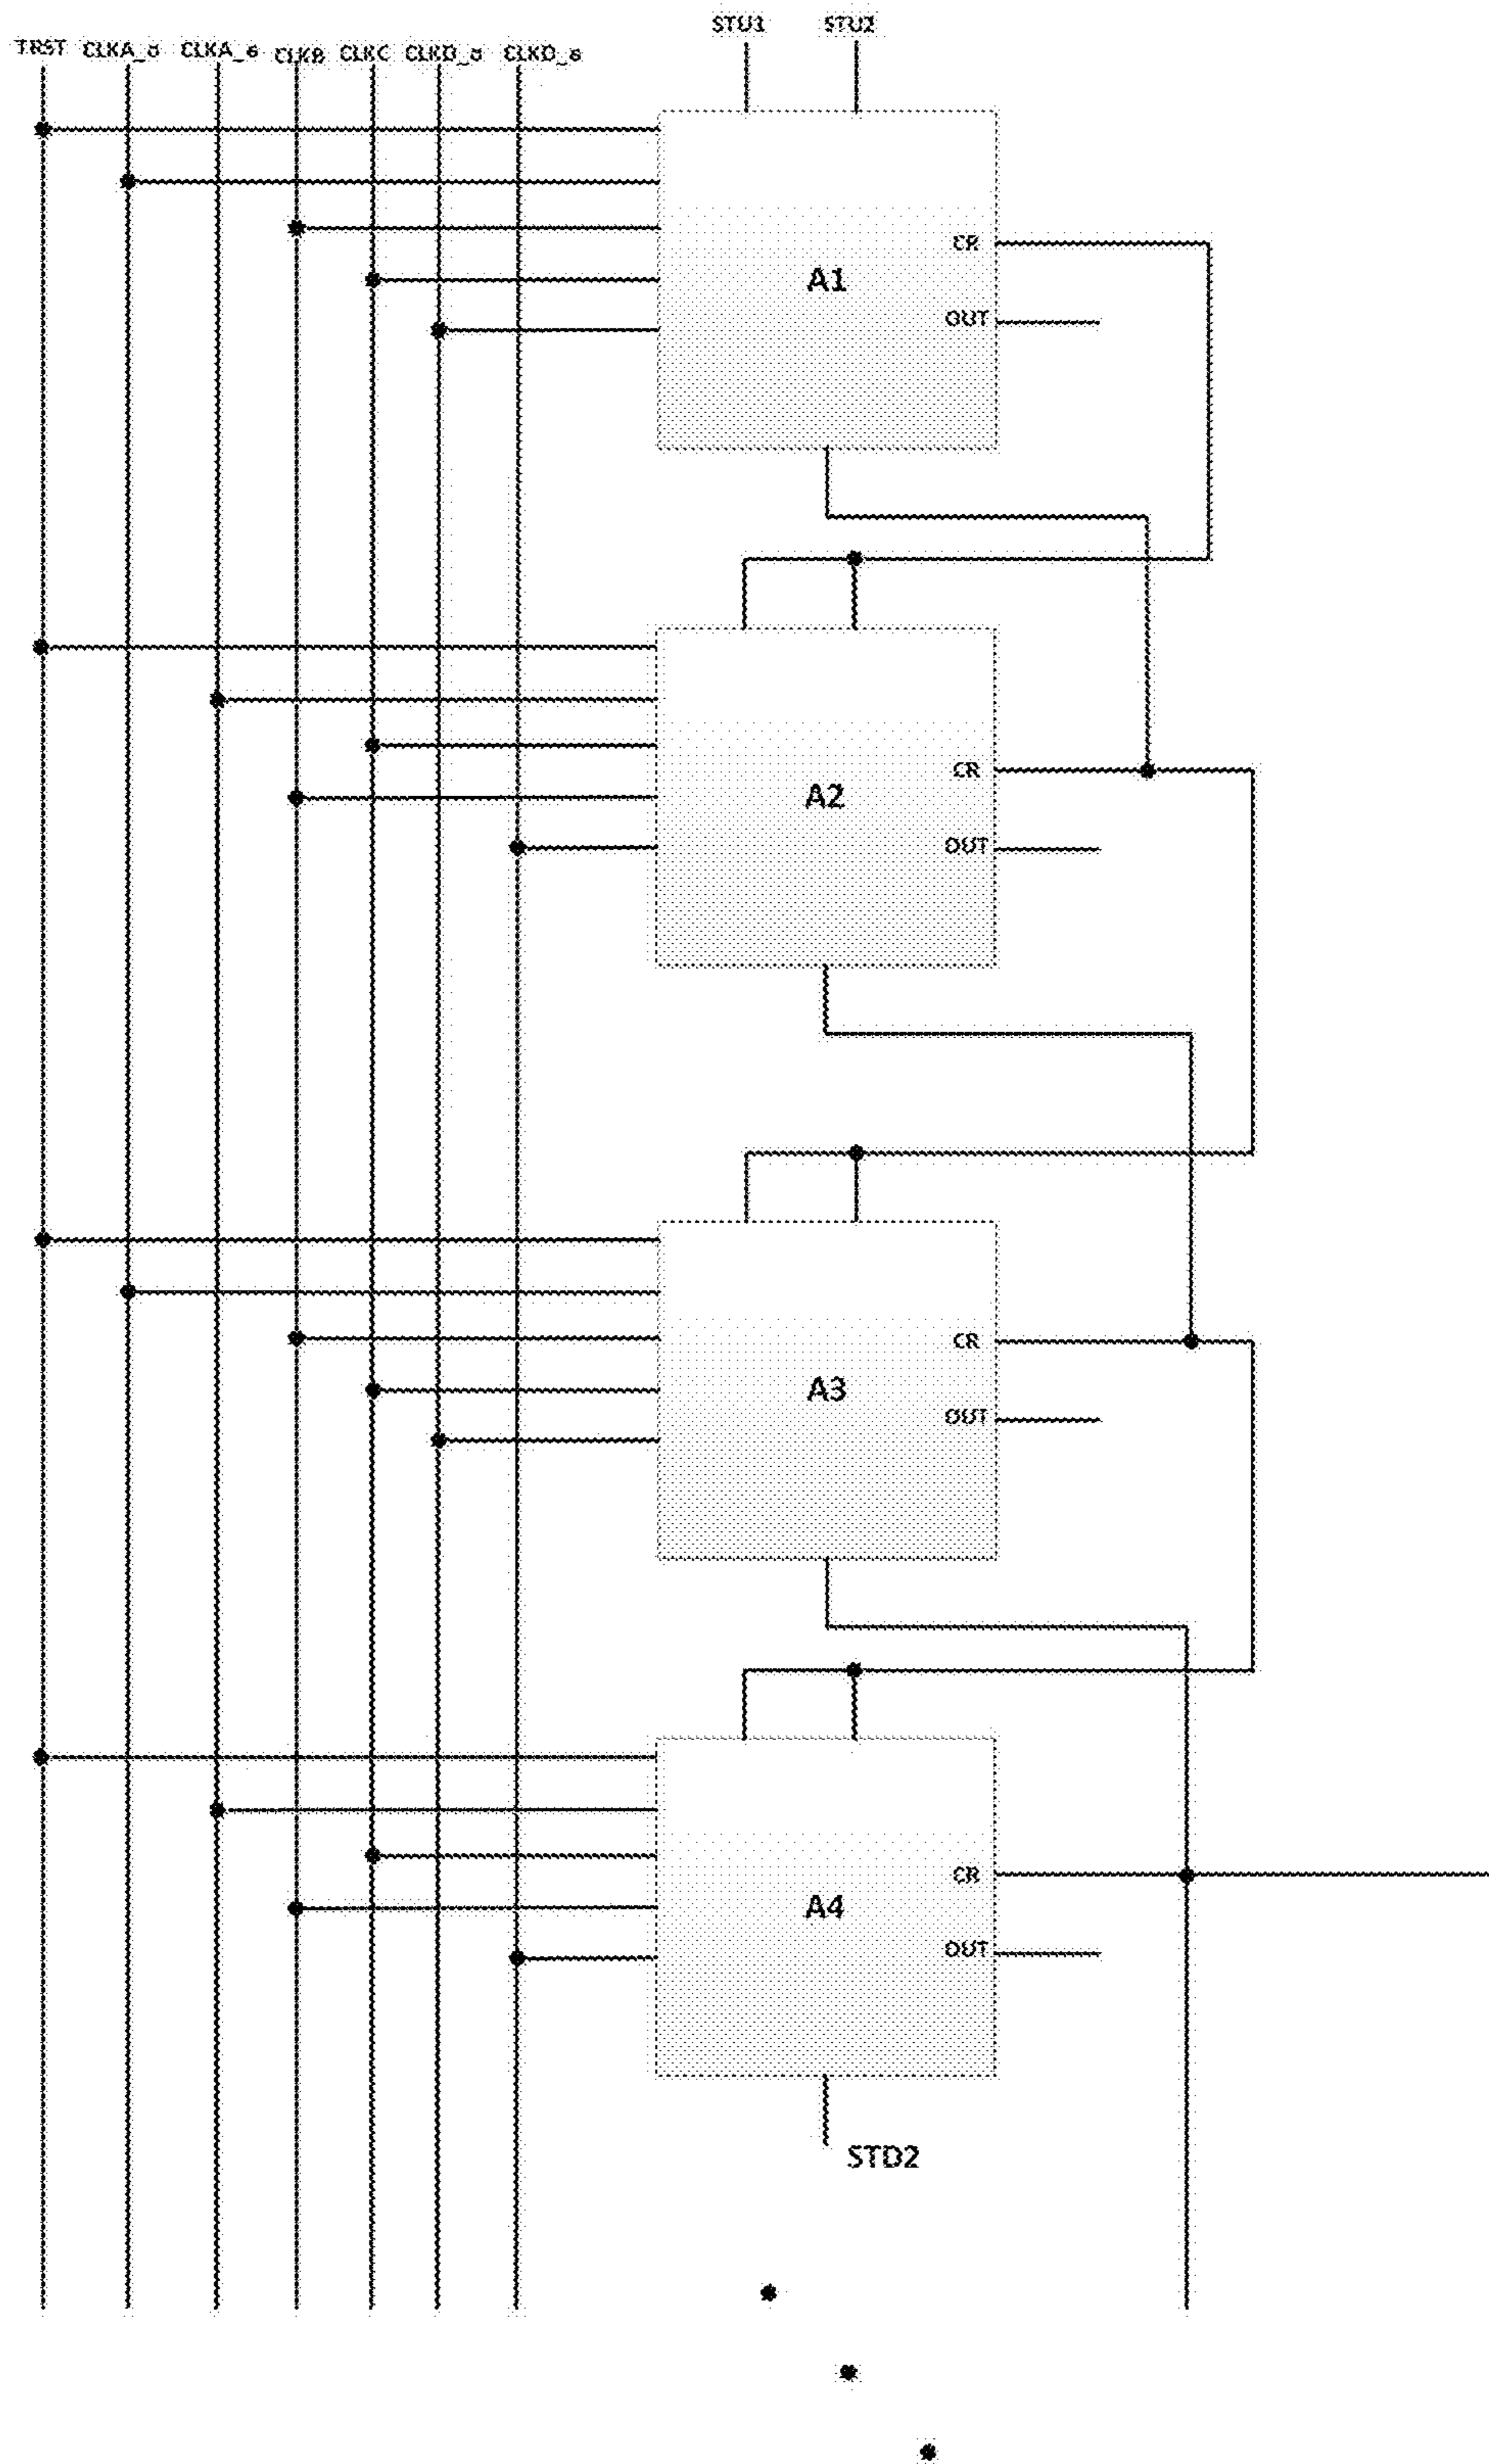 STU1 STU2
TRST CLKA_o CLKA_e CLKB CLKC CLKD_o CLKD_e
CR
A1
OUT
CR
A2
OUT
CR
A3
OUT
CR
A4
OUT
STD2